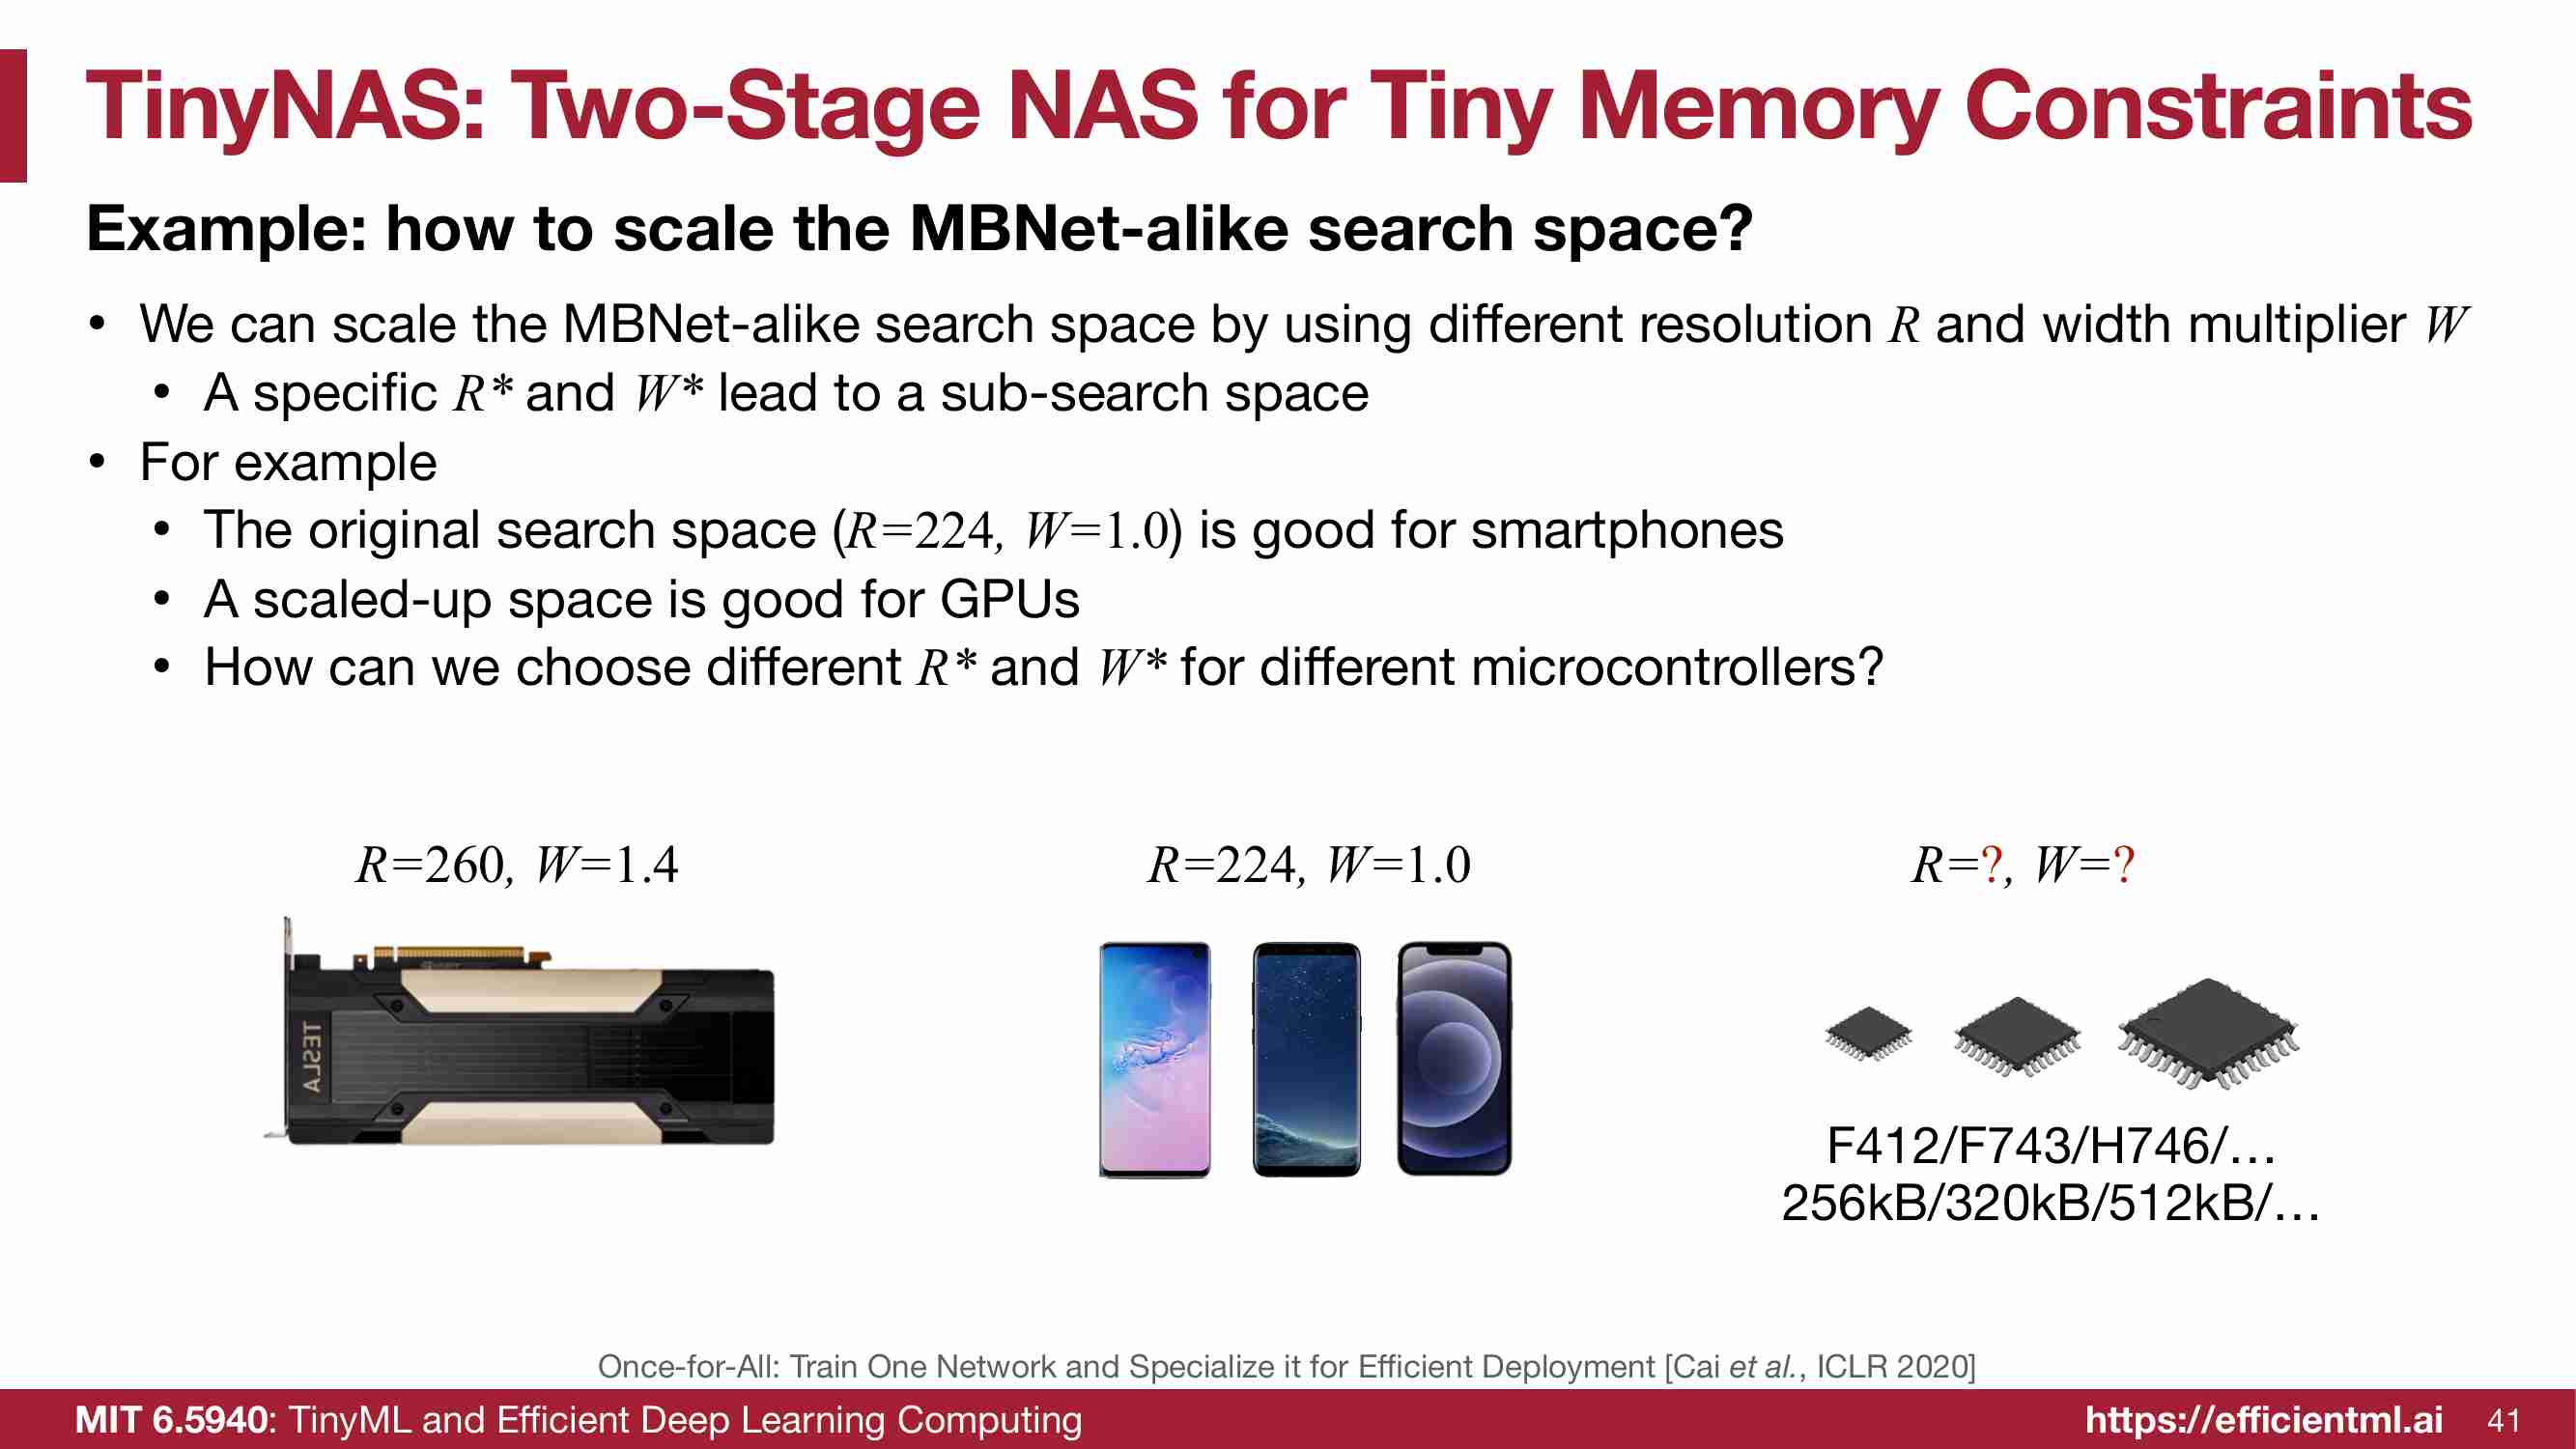 TinyNAS: Two-Stage NAS for Tiny Memory Constraints
Example: how to scale the MBNet-alike search space?
• We can scale the MBNet-alike search space by using different resolution R and width multiplier W
• A specific R* and W* lead to a sub-search space
• For example
• The original search space (R=224, W=1.0) is good for smartphones
• A scaled-up space is good for GPUs
• How can we choose different R* and W* for different microcontrollers?
R=260, W=1.4
R=224, W=1.0
R=?, W=?
TESLA
F412/F743/H746/…
256kB/320kB/512kB/…
Once-for-All: Train One Network and Specialize it for Efficient Deployment [Cai et al., ICLR 2020]
MIT 6.5940: TinyML and Efficient Deep Learning Computing
https://efficientml.ai
41